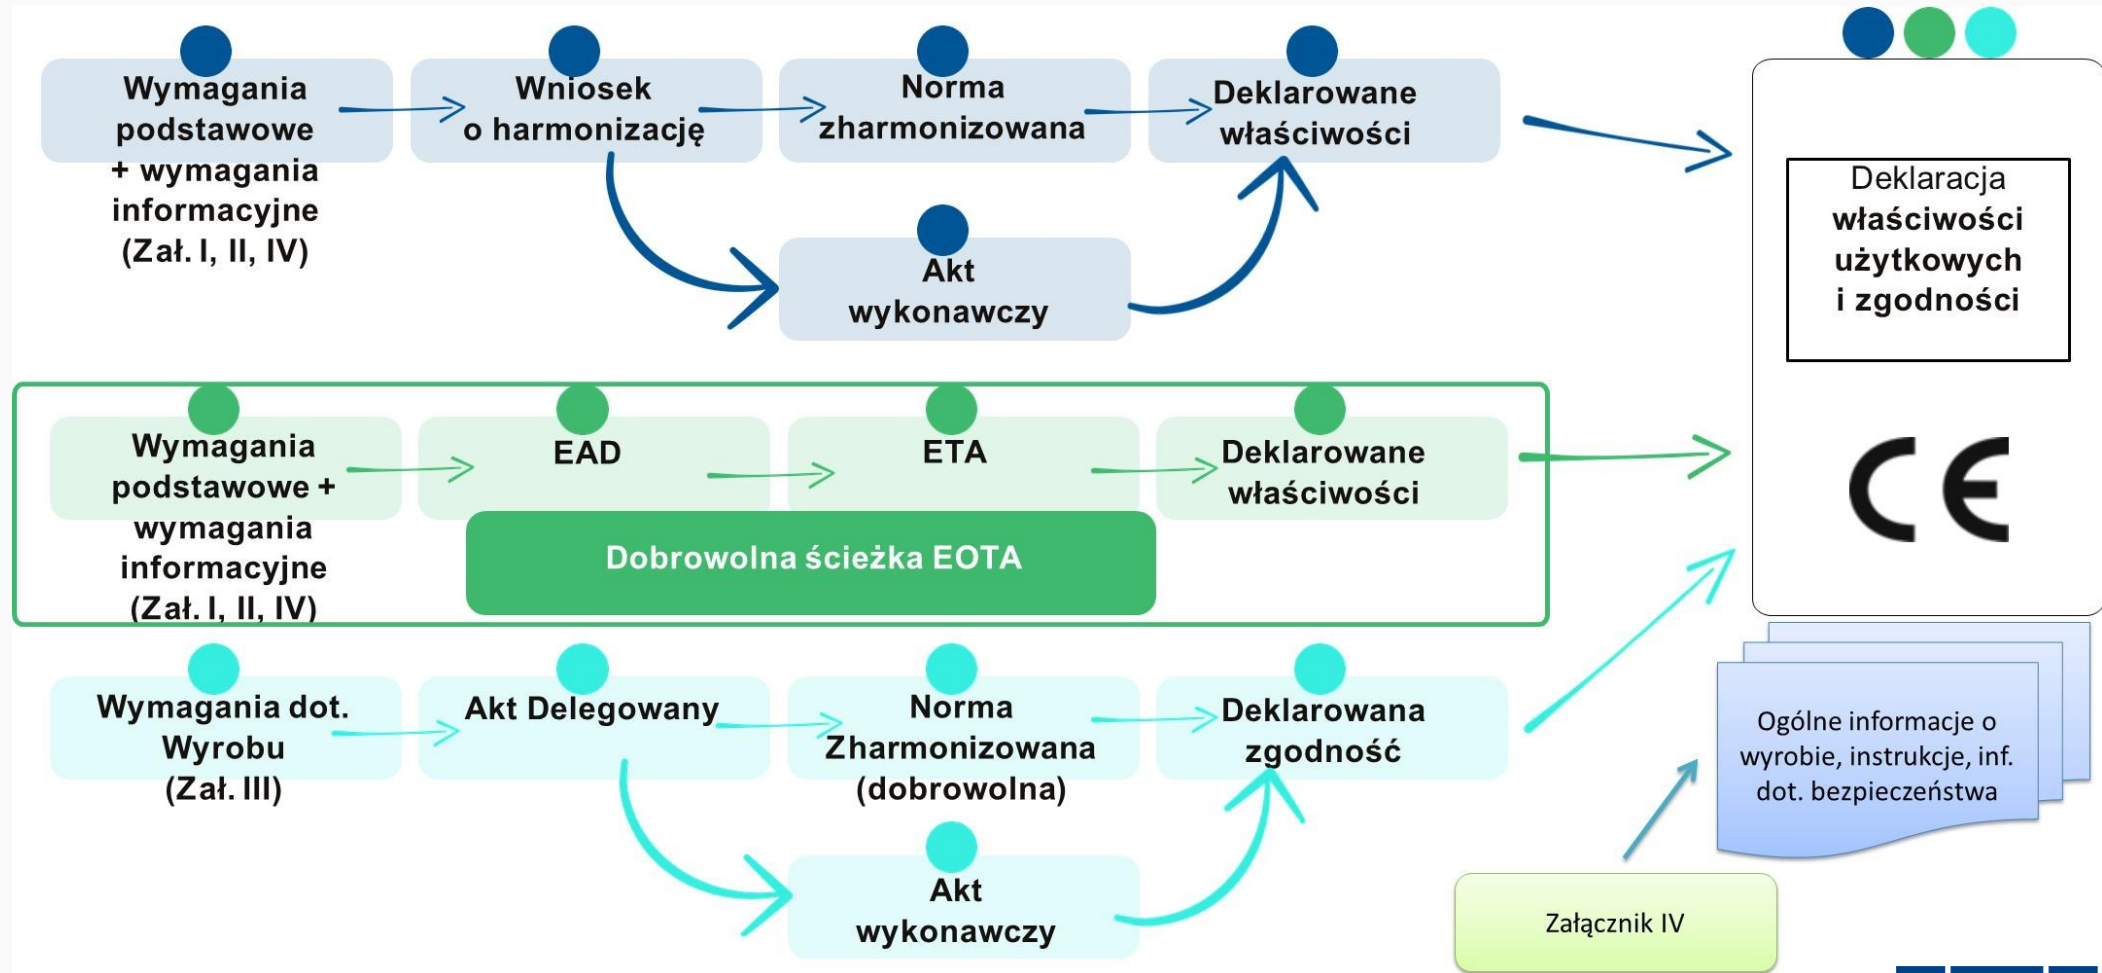 Wymagania
podstawowe
+ wymagania
informacyjne
(Zał. I, II, IV)
Wniosek
o harmonizację
Norma
zharmonizowana
Deklarowane
właściwości
Akt
wykonawczy
Deklaracja
właściwości
użytkowych
i zgodności
CE
Wymagania
podstawowe +
wymagania
informacyjne
(Zał. I, II, IV)
EAD
ETA
Deklarowane
właściwości
Dobrowolna ścieżka EOTA
Wymagania dot.
Wyrobu
(Zał. III)
Akt Delegowany
Norma
Zharmonizowana
(dobrowolna)
Deklarowana
zgodność
Akt
wykonawczy
Ogólne informacje o
wyrobie, instrukcje, inf.
dot. bezpieczeństwa
Załącznik IV